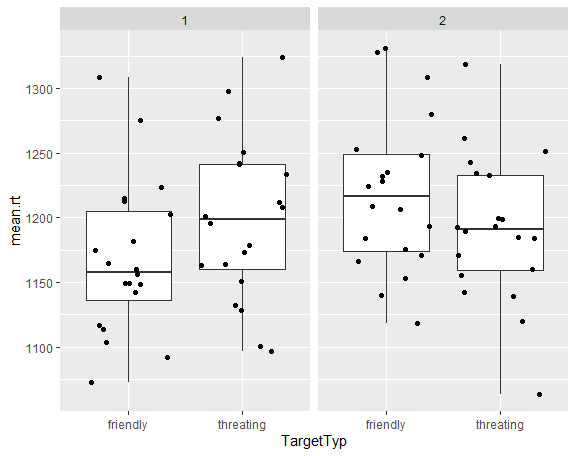 1 2
mean.rt
1300
1250
1200
1150
1100
friendly threating friendly threating
TargetTyp